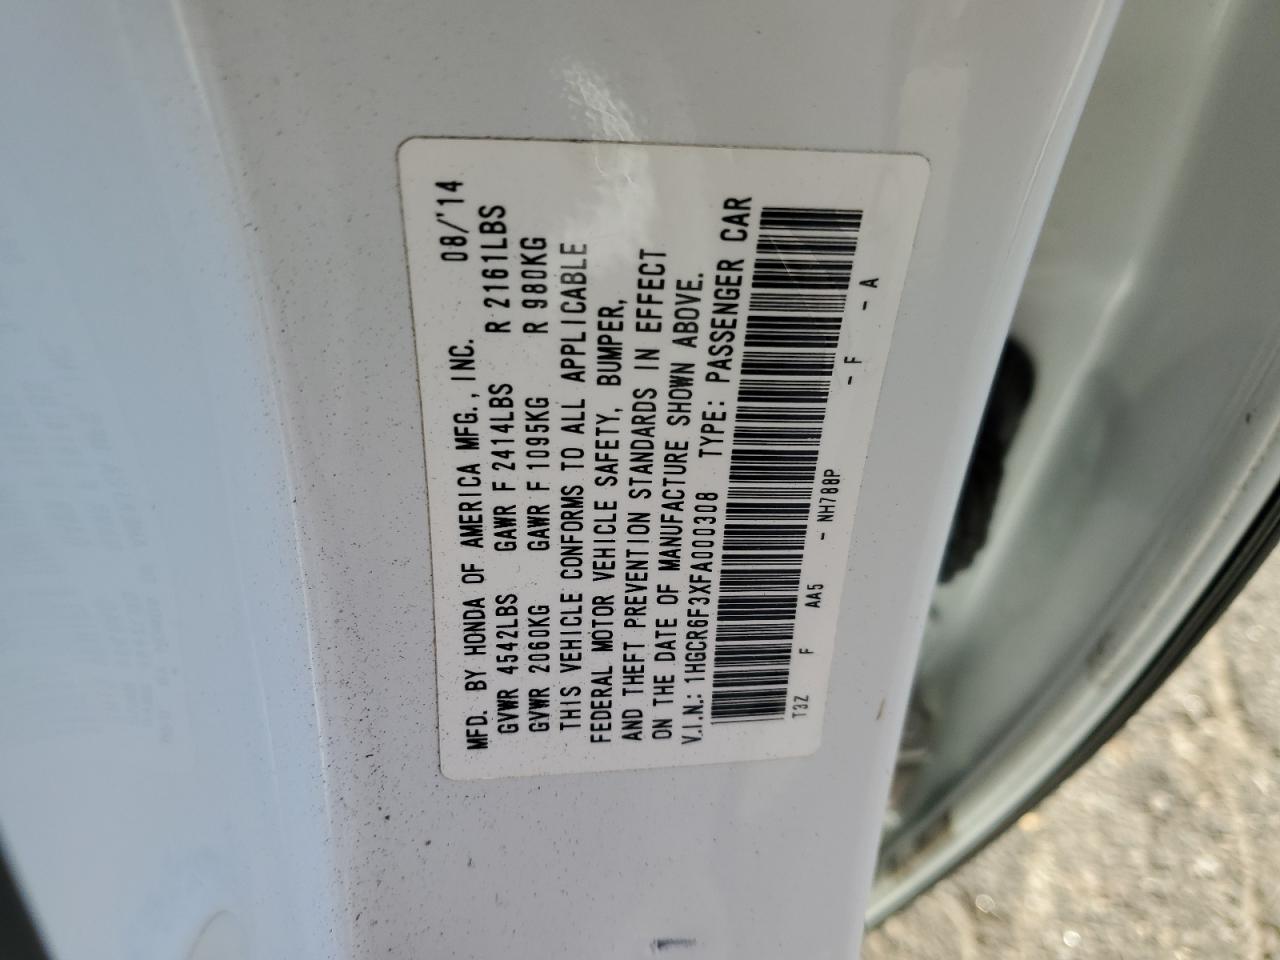 MFD. BY HONDA OF AMERICA MFG., INC. 08/'14
GVWR 4542LBS GAWR F 2414LBS R 2161LBS
GVWR 2060KG GAWR F 1095KG R 980KG
THIS VEHICLE CONFORMS TO ALL APPLICABLE
FEDERAL MOTOR VEHICLE SAFETY, BUMPER,
AND THEFT PREVENTION STANDARDS IN EFFECT
ON THE DATE OF MANUFACTURE SHOWN ABOVE.
V.I.N.: 1HGCR6F3XFA000308 TYPE: PASSENGER CAR
T3Z F AA5 - NH788P - F - A